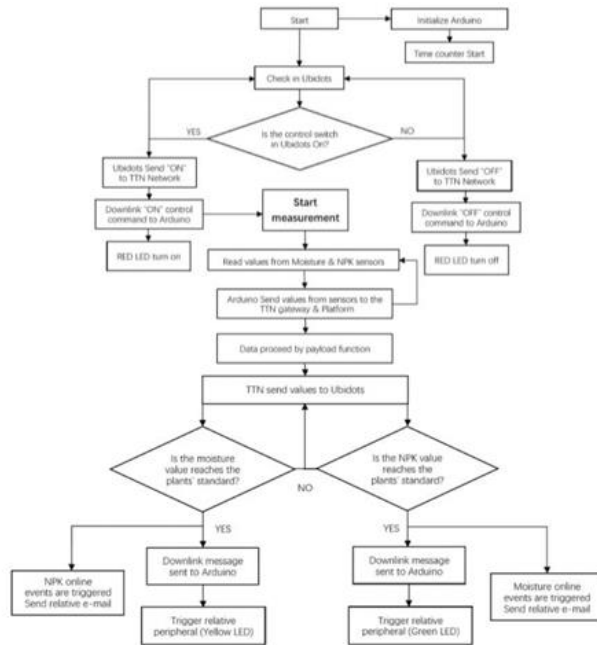 Start
Initialize Arduino
Time counter Start
Check in Ubidots
YES
Is the control switch
in Ubidots On?
NO
Ubidots Send "ON"
to TTN Network
Ubidots Send "OFF"
to TTN Network
Downlink "ON" control
command to Arduino
Start
measurement
Downlink "OFF" control
command to Arduino
RED LED turn on
Read values from Moisture & NPK sensors
RED LED turn off
Arduino Send values from sensors to the
TTN gateway & Platform
Data proceed by payload function
TTN send values to Ubidots
Is the moisture
value reaches the
plants' standard?
NO
Is the NPK value
reaches the
plants' standard?
YES
YES
NPK online
events are triggered
Send relative e-mail
Downlink message
sent to Arduino
Downlink message
sent to Arduino
Moisture online
events are triggered
Send relative e-mail
Trigger relative
peripheral (Yellow LED)
Trigger relative
peripheral (Green LED)